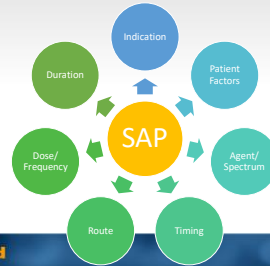 Indication
Patient
Factors
Agent/
Spectrum
Timing
Route
Dose/
Frequency
Duration
SAP